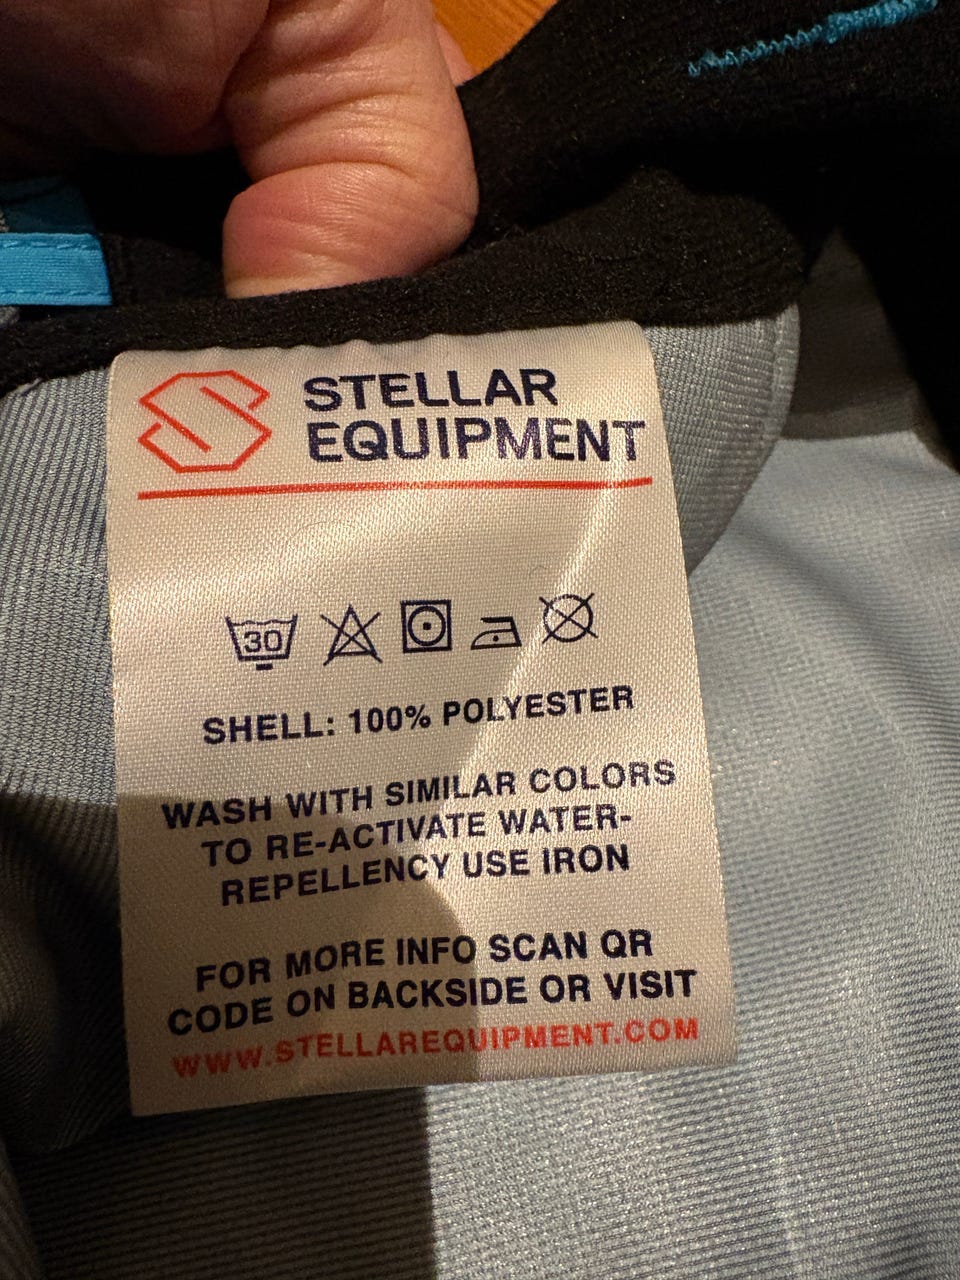 STELLAR
EQUIPMENT
30
SHELL: 100% POLYESTER
WASH WITH SIMILAR COLORS
TO RE-ACTIVATE WATER-
REPELLENCY USE IRON
FOR MORE INFO SCAN QR
CODE ON BACKSIDE OR VISIT
WWW.STELLAREQUIPMENT.COM